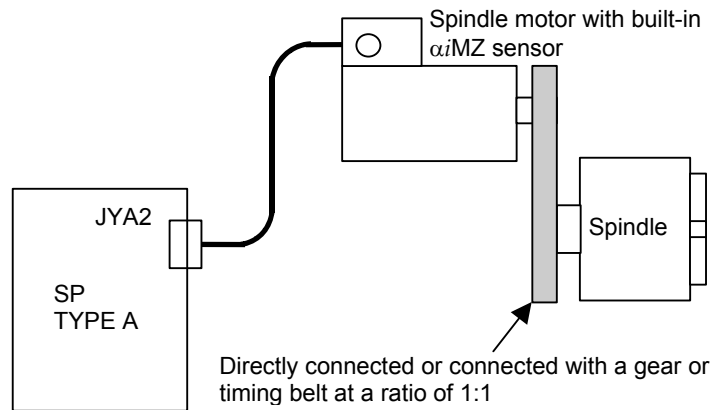 Spindle motor with built-in
αiMZ sensor
JYA2
Spindle
SP
TYPE A
Directly connected or connected with a gear or
timing belt at a ratio of 1:1